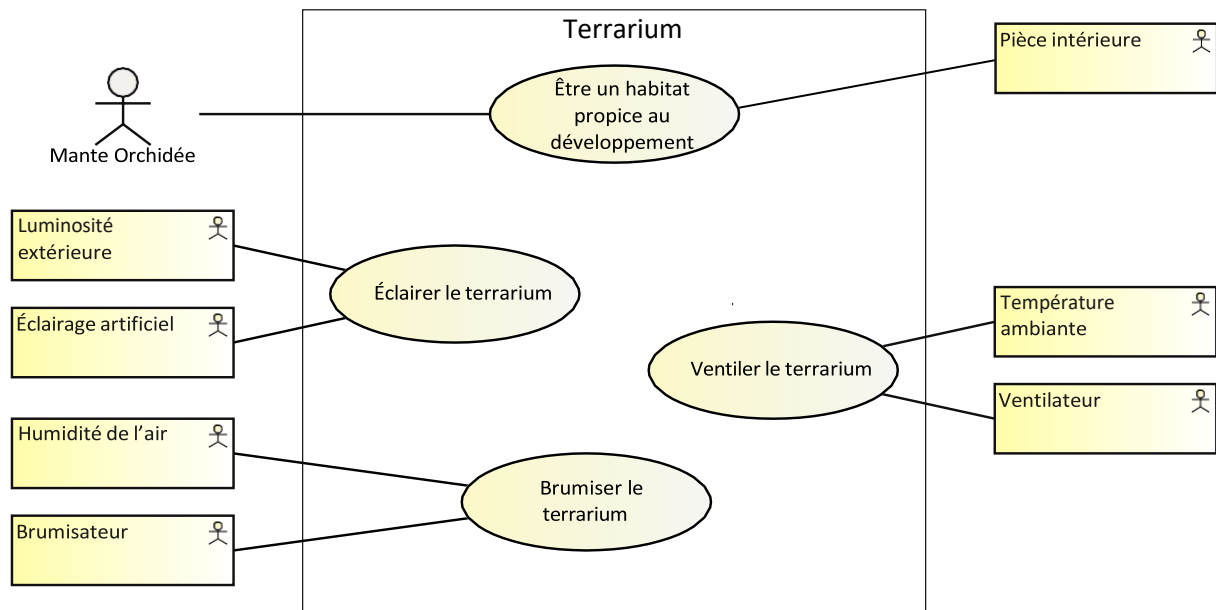 Terrarium
Pièce intérieure
Être un habitat
propice au
développement
Mante Orchidée
Luminosité
extérieure
Éclairer le terrarium
Éclairage artificiel
Température
ambiante
Ventiler le terrarium
Ventilateur
Humidité de l’air
Brumiser le
terrarium
Brumisateur